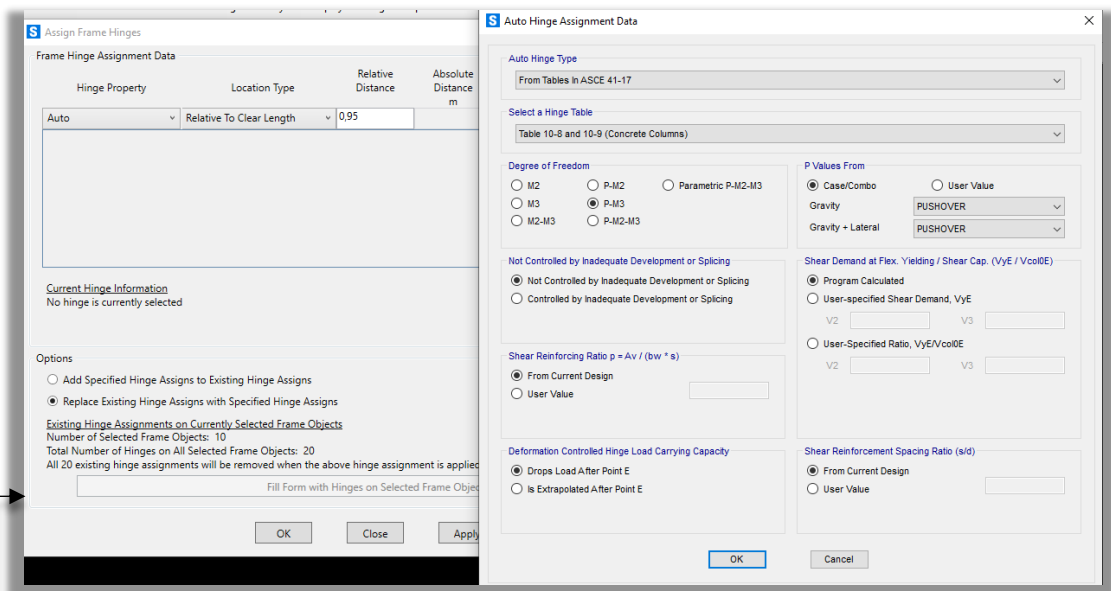 Assign Frame Hinges
Frame Hinge Assignment Data
Hinge Property
Location Type
Relative Distance
Absolute Distance
m
Auto
Relative To Clear Length
0,95
Current Hinge Information
No hinge is currently selected
Options
Add Specified Hinge Assigns to Existing Hinge Assigns
Replace Existing Hinge Assigns with Specified Hinge Assigns
Existing Hinge Assignments on Currently Selected Frame Objects
Number of Selected Frame Objects: 10
Total Number of Hinges on All Selected Frame Objects: 20
All 20 existing hinge assignments will be removed when the above hinge assignment is applied
Fill Form with Hinges on Selected Frame Objec
OK
Close
Apply
S Auto Hinge Assignment Data
Auto Hinge Type
From Tables In ASCE 41-17
Select a Hinge Table
Table 10-8 and 10-9 (Concrete Columns)
Degree of Freedom
M2
P-M2
Parametric P-M2-M3
M3
P-M3
M2-M3
P-M2-M3
P Values From
Case/Combo
User Value
Gravity
PUSHOVER
Gravity + Lateral
PUSHOVER
Not Controlled by Inadequate Development or Splicing
Not Controlled by Inadequate Development or Splicing
Controlled by Inadequate Development or Splicing
Shear Demand at Flex. Yielding / Shear Cap. (VyE / Vcol0E)
Program Calculated
User-specified Shear Demand, VyE
V2
V3
User-Specified Ratio, VyE/Vcol0E
V2
V3
Shear Reinforcing Ratio p = Av / (bw * s)
From Current Design
User Value
Deformation Controlled Hinge Load Carrying Capacity
Drops Load After Point E
Is Extrapolated After Point E
Shear Reinforcement Spacing Ratio (s/d)
From Current Design
User Value
OK
Cancel